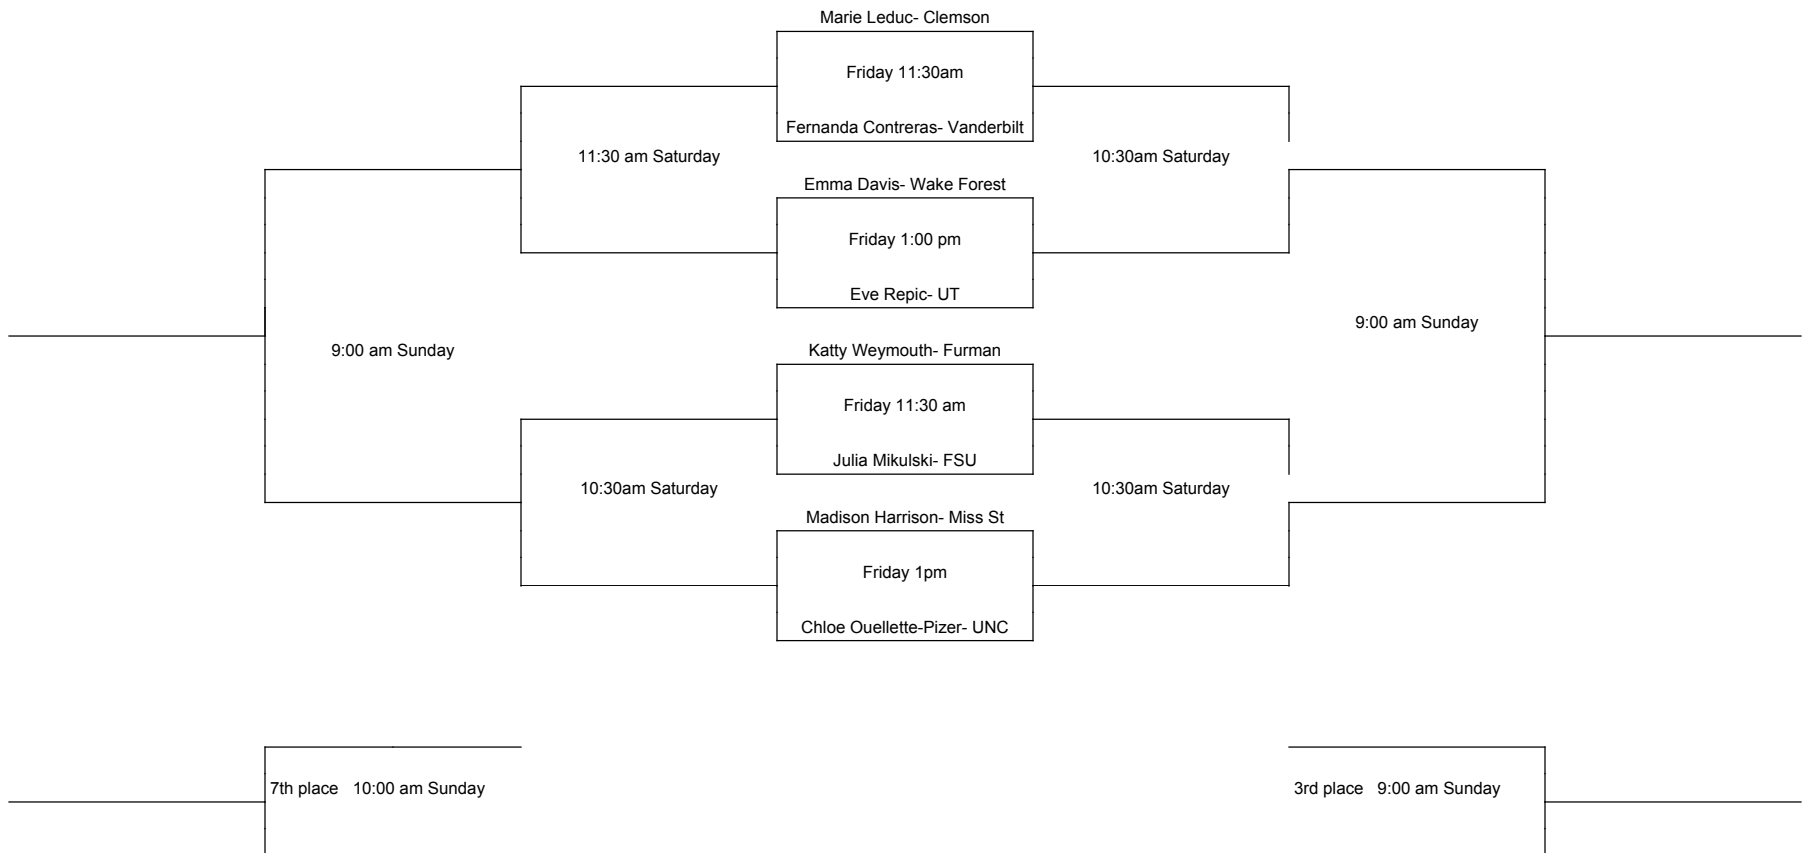 Marie Leduc- Clemson
Friday 11:30am
Fernanda Contreras- Vanderbilt
11:30 am Saturday
10:30am Saturday
Emma Davis- Wake Forest
Friday 1:00 pm
Eve Repic- UT
9:00 am Sunday
9:00 am Sunday
Katty Weymouth- Furman
Friday 11:30 am
Julia Mikulski- FSU
10:30am Saturday
10:30am Saturday
Madison Harrison- Miss St
Friday 1pm
Chloe Ouellette-Pizer- UNC
7th place 10:00 am Sunday
3rd place 9:00 am Sunday